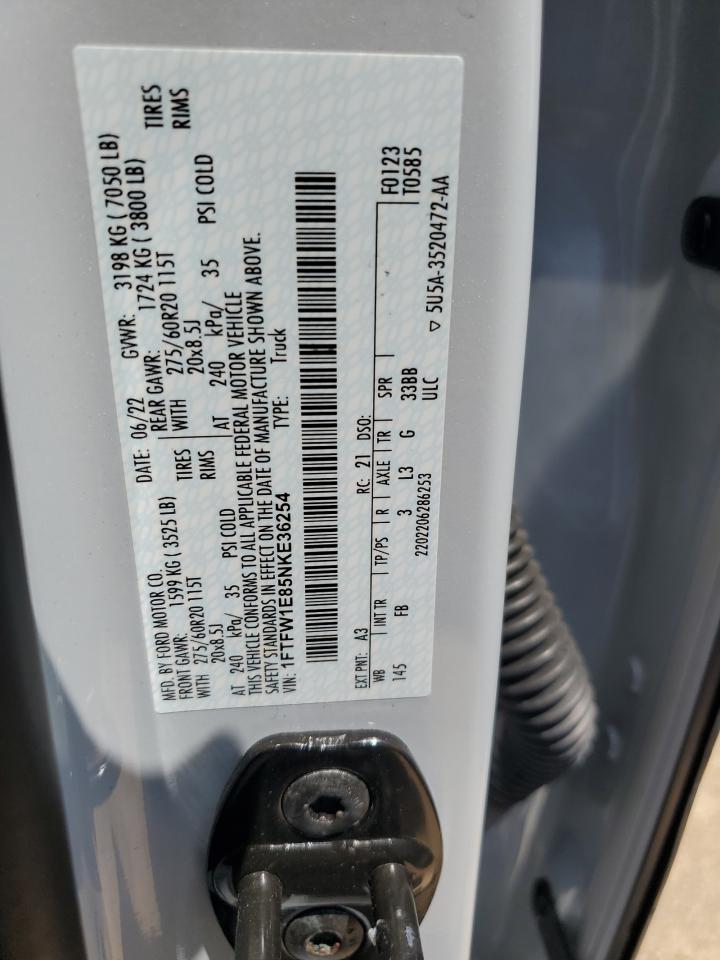 MFD. BY FORD MOTOR CO. DATE: 06/22 GVWR: 3198 KG ( 7050 LB)
FRONT GAWR: 1599 KG ( 3525 LB) REAR GAWR: 1724 KG ( 3800 LB)
WITH 275/60R20 115T TIRES WITH 275/60R20 115T TIRES
20x8.5J RIMS 20x8.5J RIMS
AT 240 kPa/ 35 PSI COLD AT 240 kPa/ 35 PSI COLD
THIS VEHICLE CONFORMS TO ALL APPLICABLE FEDERAL MOTOR VEHICLE
SAFETY STANDARDS IN EFFECT ON THE DATE OF MANUFACTURE SHOWN ABOVE.
VIN: 1FTFW1E85NKE36254 TYPE: Truck
EXT PNT: A3 RC: 21 DSO: F0123
WB INT TR TP/PS R AXLE TR SPR T0585
145 FB 3 L3 G 33BB
2202206286253 ULC ▽ 5U5A-3520472-AA